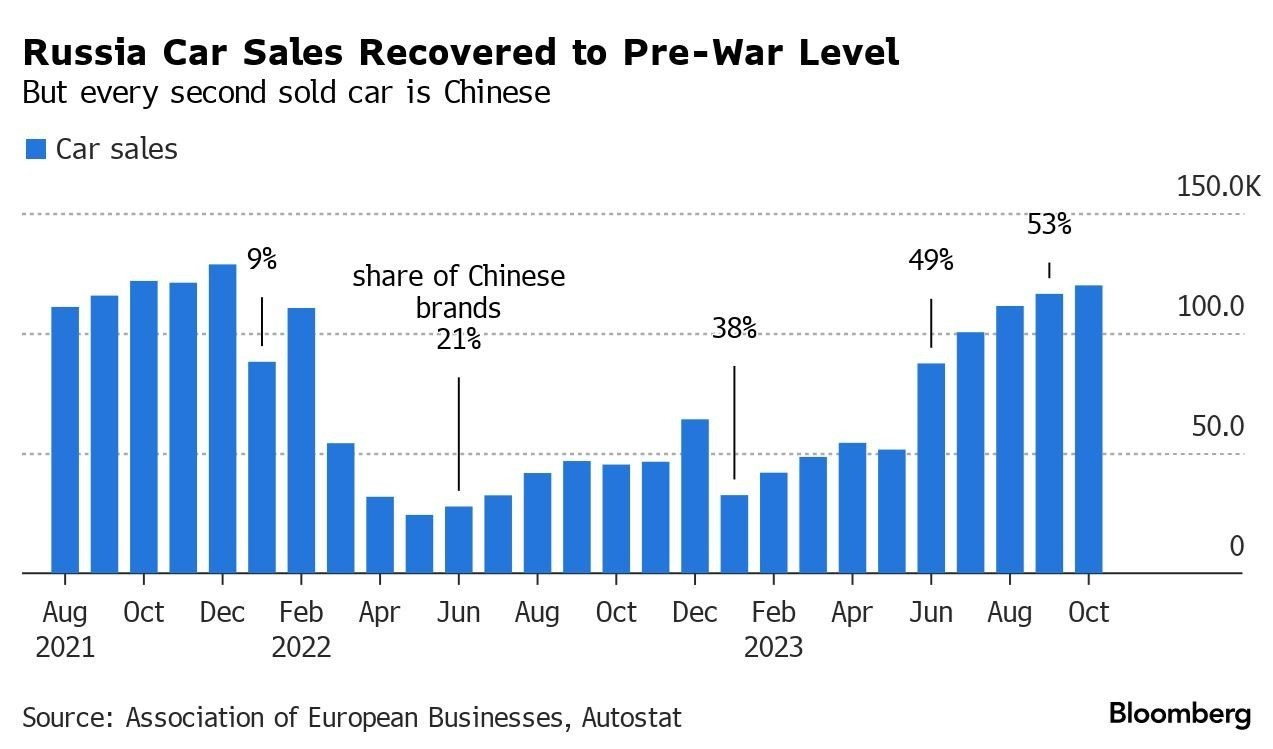 Russia Car Sales Recovered to Pre-War Level
But every second sold car is Chinese
Car sales
150.0K
53%
9%
49%
share of Chinese
brands
21%
100.0
38%
50.0
0
Aug Oct Dec Feb Apr Jun Aug Oct Dec Feb Apr Jun Aug Oct
2021 2022 2023
Source: Association of European Businesses, Autostat
Bloomberg